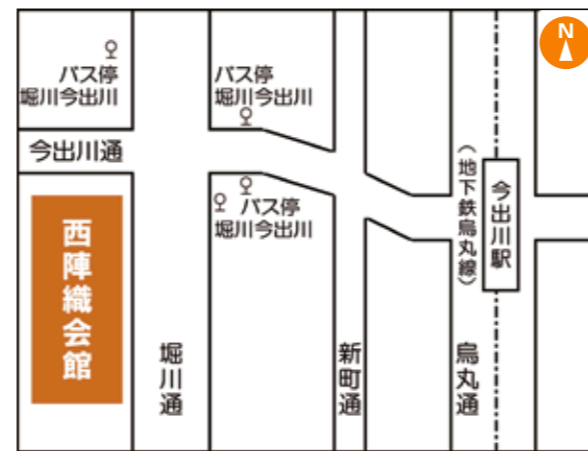 N
バス停
堀川今出川
バス停
堀川今出川
今出川通
バス停
堀川今出川
西陣織会館
堀川通
新町通
烏丸通
(地下鉄烏丸線)
今出川駅